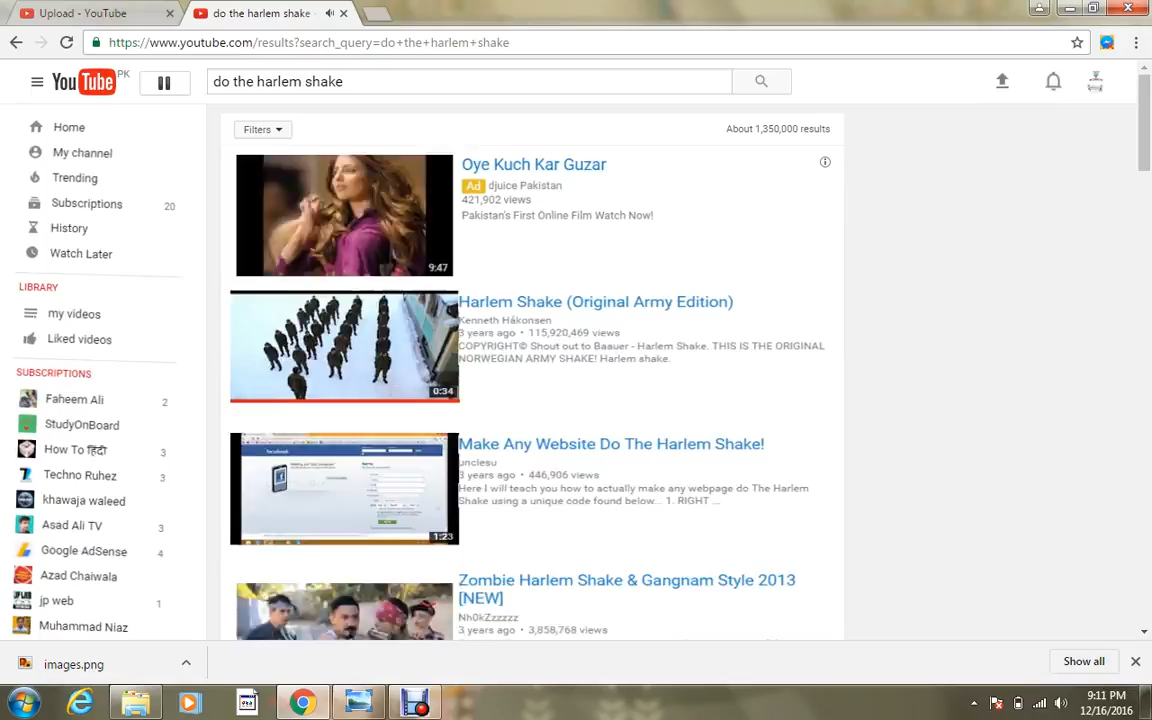 Upload - YouTube
do the harlem shake
https://www.youtube.com/results?search_query=do+the+harlem+shake
YouTube PK
do the harlem shake
Home
My channel
Trending
Subscriptions 20
History
Watch Later
LIBRARY
my videos
Liked videos
SUBSCRIPTIONS
Faheem Ali 2
StudyOnBoard
How To हिंदी 3
Techno Ruhez 3
khawaja waleed
Asad Ali TV 3
Google AdSense 4
Azad Chaiwala
jp web 1
Muhammad Niaz
Filters
About 1,350,000 results
Oye Kuch Kar Guzar
Ad djuice Pakistan
421,902 views
Pakistan's First Online Film Watch Now!
9:47
Harlem Shake (Original Army Edition)
Kenneth Håkonsen
3 years ago • 115,920,469 views
COPYRIGHT© Shout out to Baauer - Harlem Shake. THIS IS THE ORIGINAL
NORWEGIAN ARMY SHAKE! Harlem shake.
0:34
Make Any Website Do The Harlem Shake!
unclesu
3 years ago • 446,906 views
Here I will teach you how to actually make any webpage do The Harlem
Shake using a unique code found below... 1. RIGHT ...
facebook
1:23
Zombie Harlem Shake & Gangnam Style 2013
[NEW]
Nh0kZzzzzz
3 years ago • 3,858,768 views
images.png
Show all
9:11 PM
12/16/2016